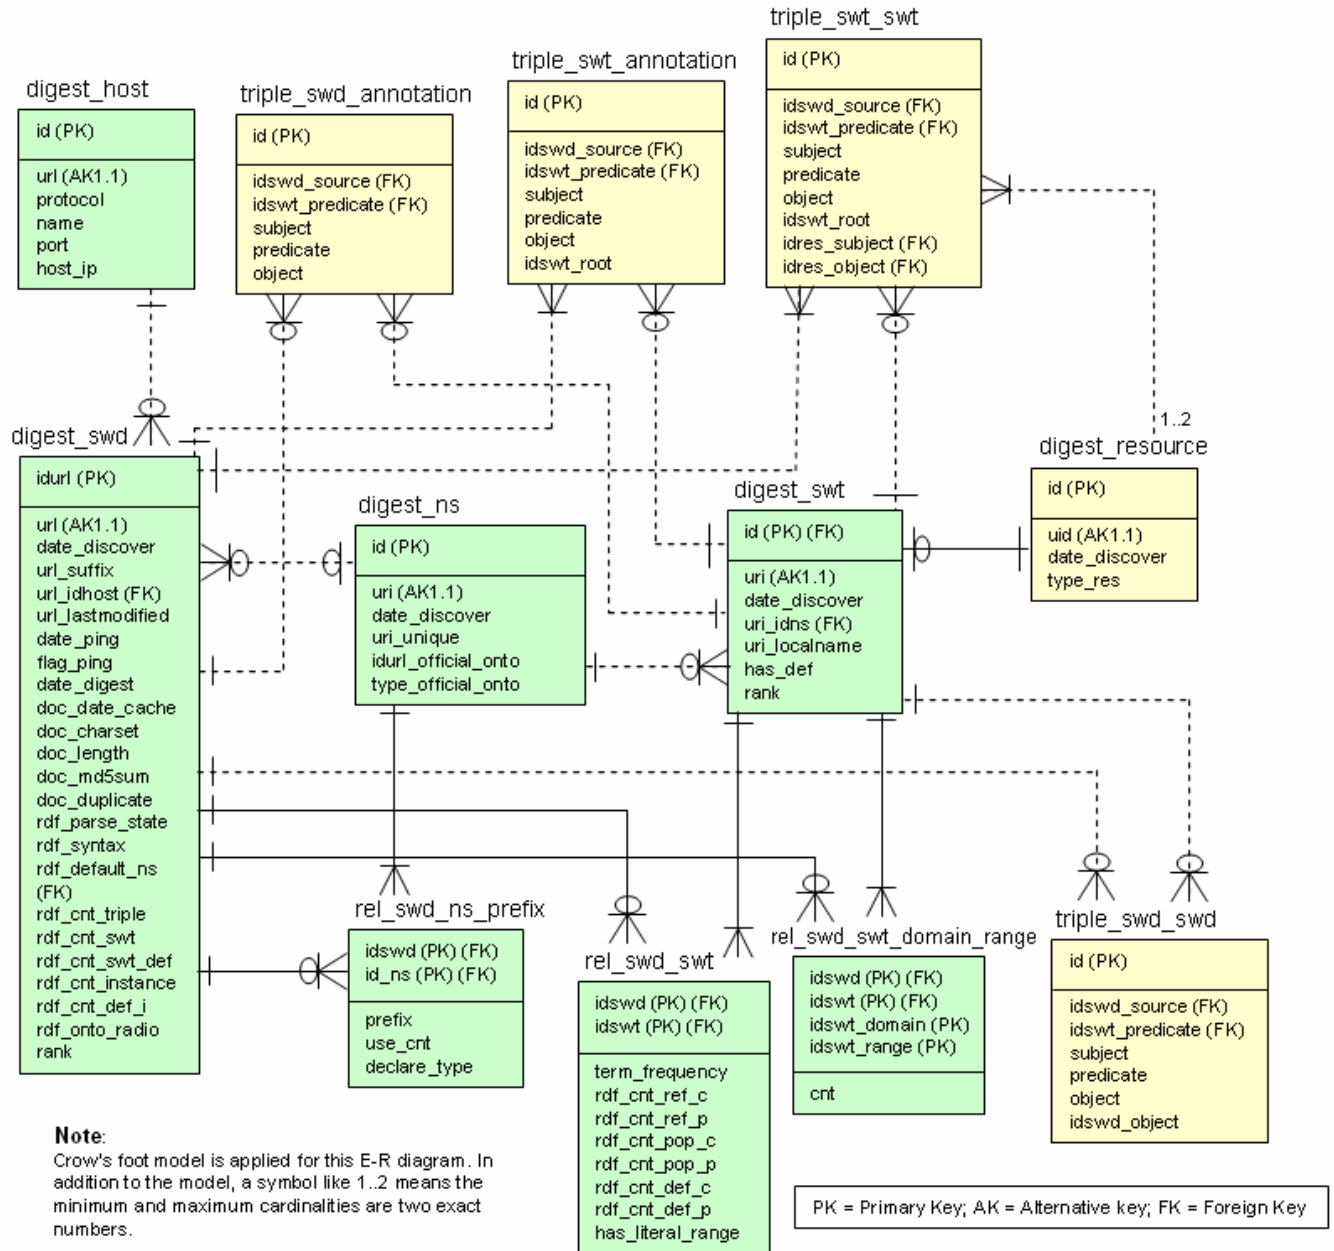 triple_swt_swt
id (PK)
idswd_source (FK)
idswt_predicate (FK)
subject
predicate
object
idswt_root
idres_subject (FK)
idres_object (FK)
triple_swt_annotation
id (PK)
idswd_source (FK)
idswt_predicate (FK)
subject
predicate
object
idswt_root
digest_host
id (PK)
url (AK1.1)
protocol
name
port
host_ip
triple_swd_annotation
id (PK)
idswd_source (FK)
idswt_predicate (FK)
subject
predicate
object
1..2
digest_swd
idurl (PK)
url (AK1.1)
date_discover
url_suffix
url_idhost (FK)
url_lastmodified
date_ping
flag_ping
date_digest
doc_date_cache
doc_charset
doc_length
doc_md5sum
doc_duplicate
rdf_parse_state
rdf_syntax
rdf_default_ns
(FK)
rdf_cnt_triple
rdf_cnt_swt
rdf_cnt_swt_def
rdf_cnt_instance
rdf_cnt_def_i
rdf_onto_radio
rank
digest_ns
id (PK)
uri (AK1.1)
date_discover
uri_unique
idurl_official_onto
type_official_onto
digest_swt
id (PK) (FK)
uri (AK1.1)
date_discover
uri_idns (FK)
uri_localname
has_def
rank
digest_resource
id (PK)
uid (AK1.1)
date_discover
type_res
rel_swd_ns_prefix
idswd (PK) (FK)
id_ns (PK) (FK)
prefix
use_cnt
declare_type
rel_swd_swt
idswd (PK) (FK)
idswt (PK) (FK)
term_frequency
rdf_cnt_ref_c
rdf_cnt_ref_p
rdf_cnt_pop_c
rdf_cnt_pop_p
rdf_cnt_def_c
rdf_cnt_def_p
has_literal_range
rel_swd_swt_domain_range
idswd (PK) (FK)
idswt (PK) (FK)
idswt_domain (PK)
idswt_range (PK)
cnt
triple_swd_swd
id (PK)
idswd_source (FK)
idswt_predicate (FK)
subject
predicate
object
idswd_object
Note:
Crow's foot model is applied for this E-R diagram. In
addition to the model, a symbol like 1..2 means the
minimum and maximum cardinalities are two exact
numbers.
PK = Primary Key; AK = Alternative key; FK = Foreign Key